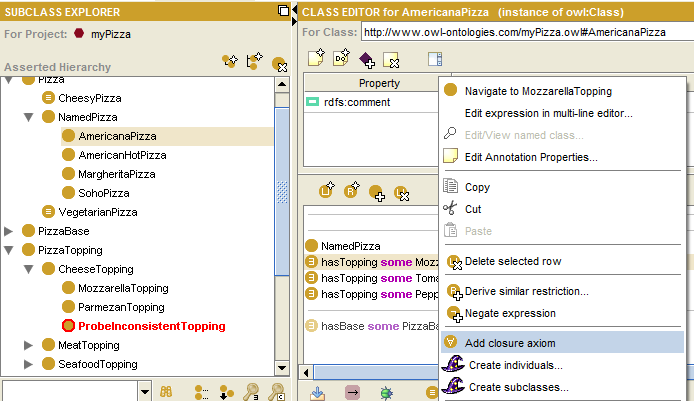 SUBCLASS EXPLORER
For Project: myPizza
Asserted Hierarchy
Pizza
CheesyPizza
NamedPizza
AmericanaPizza
AmericanHotPizza
MargheritaPizza
SohoPizza
VegetarianPizza
PizzaBase
PizzaTopping
CheeseTopping
MozzarellaTopping
ParmezanTopping
ProbeInconsistentTopping
MeatTopping
SeafoodTopping
CLASS EDITOR for AmericanaPizza (instance of owl:Class)
For Class: http://www.owl-ontologies.com/myPizza.owl#AmericanaPizza
Property
rdfs:comment
NamedPizza
hasTopping some Mozz
hasTopping some Toma
hasTopping some Pepp
hasBase some PizzaBa
Navigate to MozzarellaTopping
Edit expression in multi-line editor...
Edit/View named class...
Edit Annotation Properties...
Copy
Cut
Paste
Delete selected row
Derive similar restriction...
Negate expression
Add closure axiom
Create individuals...
Create subclasses...